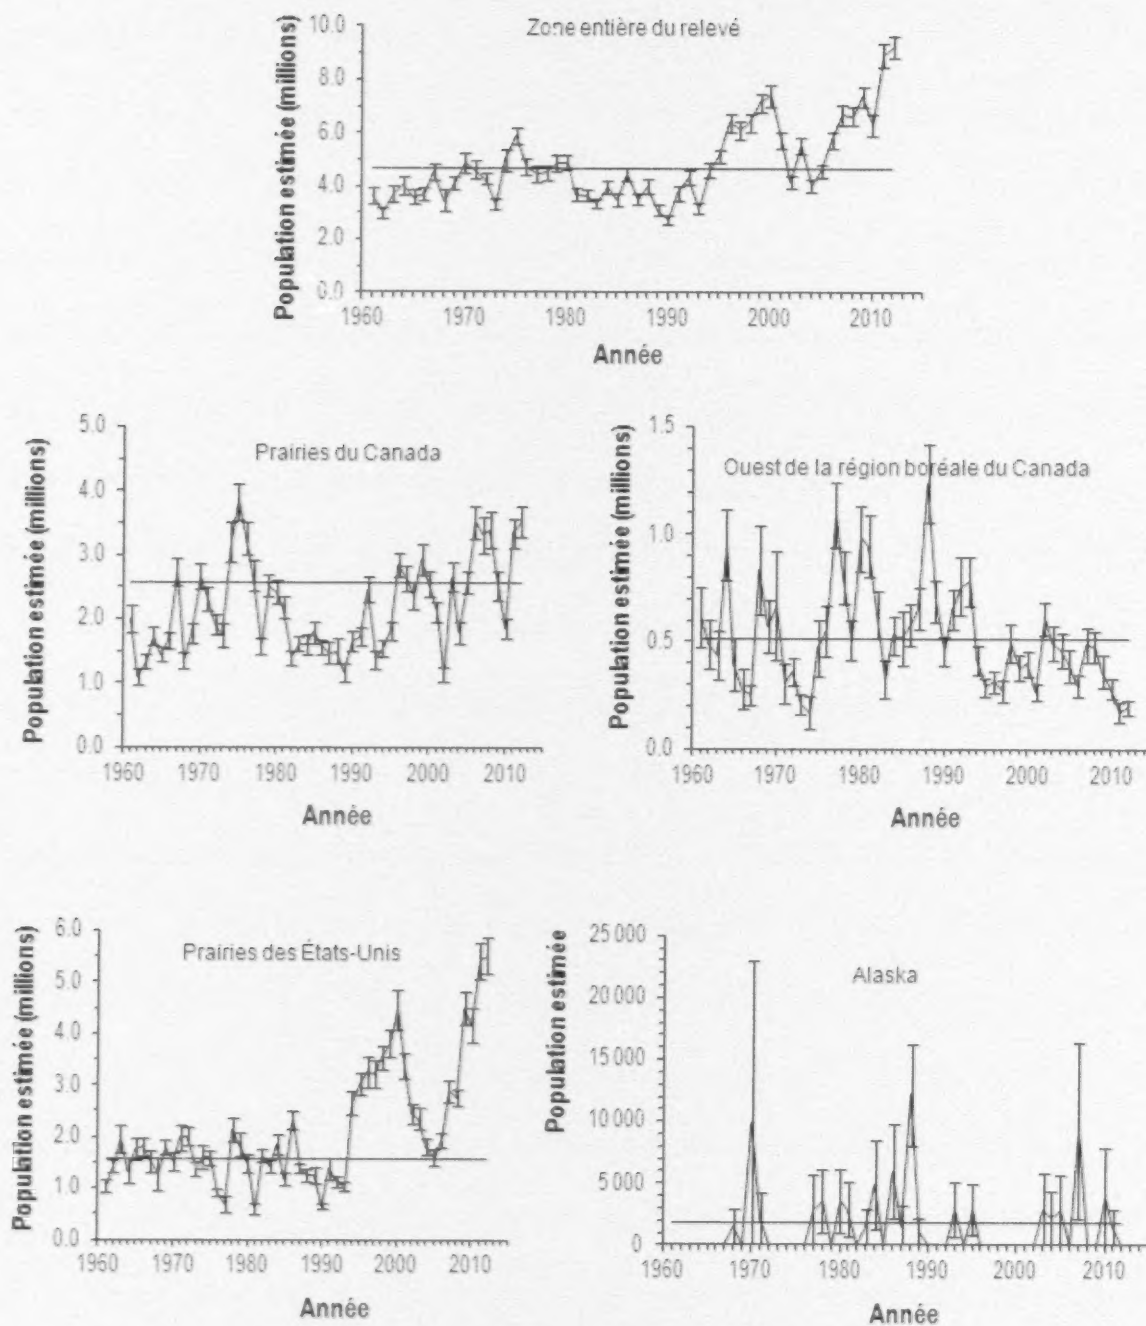 Zone entière du relevé
Population estimée (millions)
10.0
8.0
6.0
4.0
2.0
0.0
1960 1970 1980 1990 2000 2010
Année
Prairies du Canada
Population estimée (millions)
5.0
4.0
3.0
2.0
1.0
0.0
1960 1970 1980 1990 2000 2010
Année
Ouest de la région boréale du Canada
Population estimée (millions)
1.5
1.0
0.5
0.0
1960 1970 1980 1990 2000 2010
Année
Prairies des États-Unis
Population estimée (millions)
6.0
5.0
4.0
3.0
2.0
1.0
0.0
1960 1970 1980 1990 2000 2010
Année
Alaska
Population estimée
25 000
20 000
15 000
10 000
5 000
0
1960 1970 1980 1990 2000 2010
Année